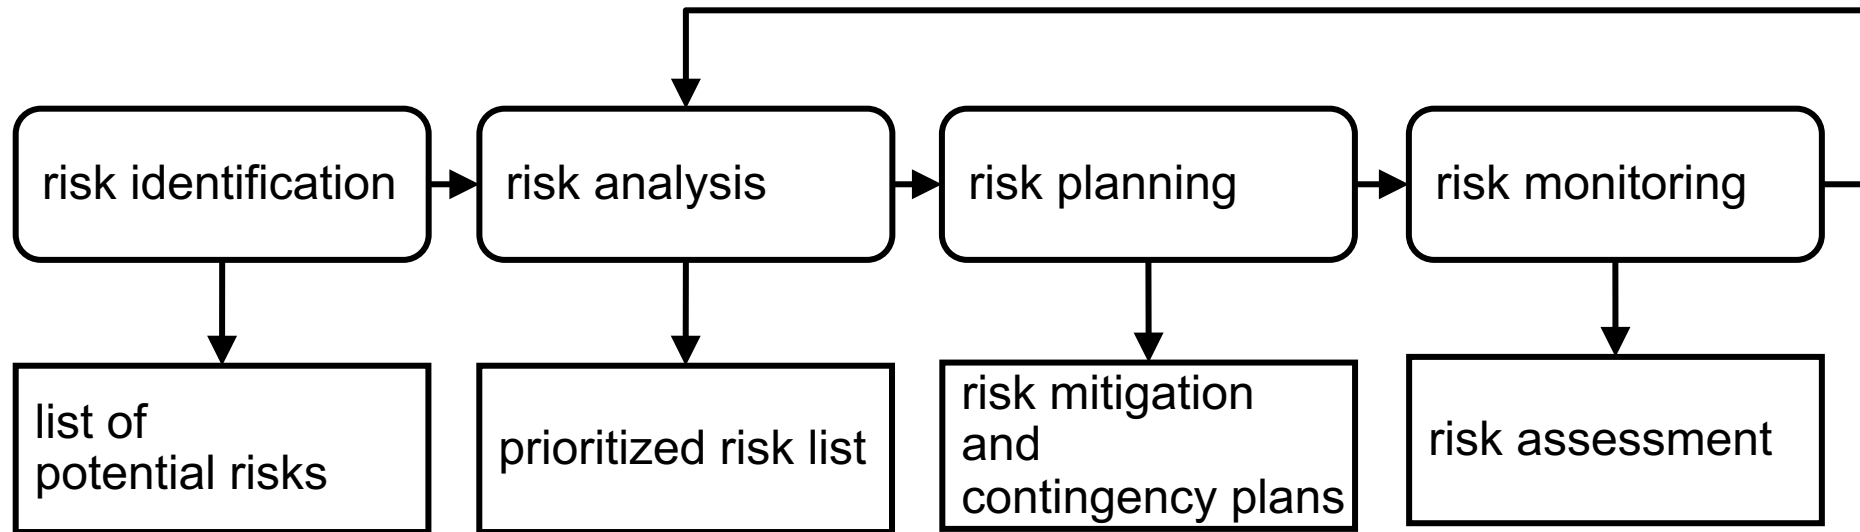 risk identification
risk analysis
risk planning
risk monitoring
list of
potential risks
prioritized risk list
risk mitigation
and
contingency plans
risk assessment